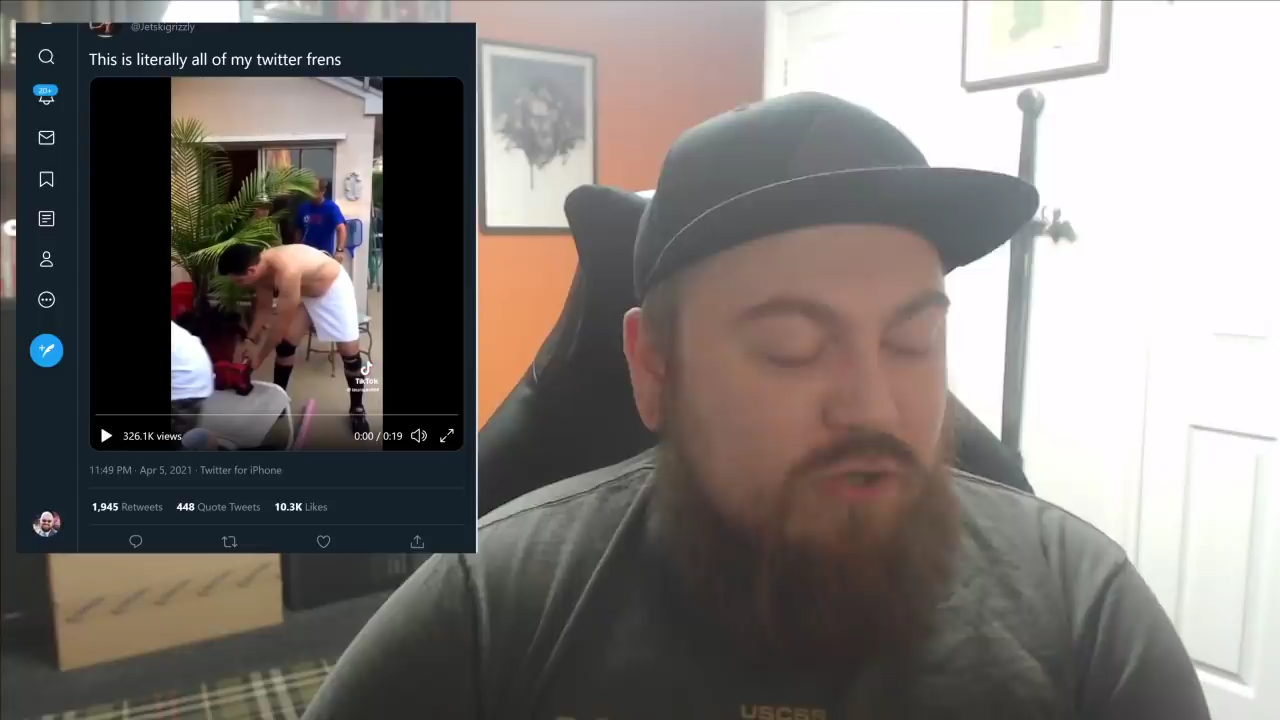 @Jetskigrizzly
This is literally all of my twitter frens
20+
TikTok
326.1K views
0:00 / 0:19
11:49 PM · Apr 5, 2021 · Twitter for iPhone
1,945 Retweets 448 Quote Tweets 10.3K Likes
USCSS